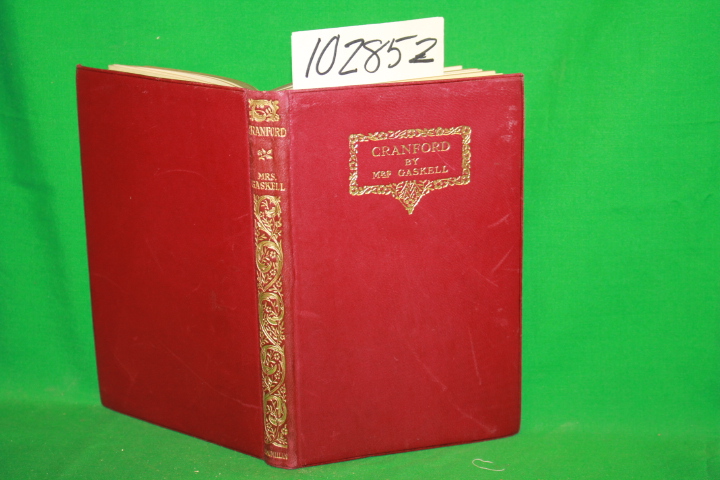 102852
CRANFORD
MRS.
GASKELL
CRANFORD
BY
MRS GASKELL